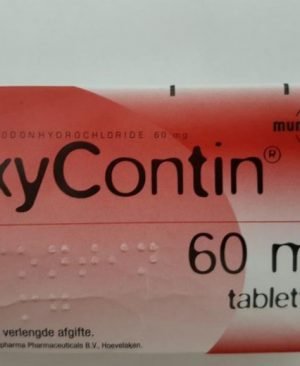 ODONHYDROCHLORIDE 60 mg
mun
xyContin®
60 m
tablet
verlengde afgifte.
pharma Pharmaceuticals B.V., Hoevelaken.